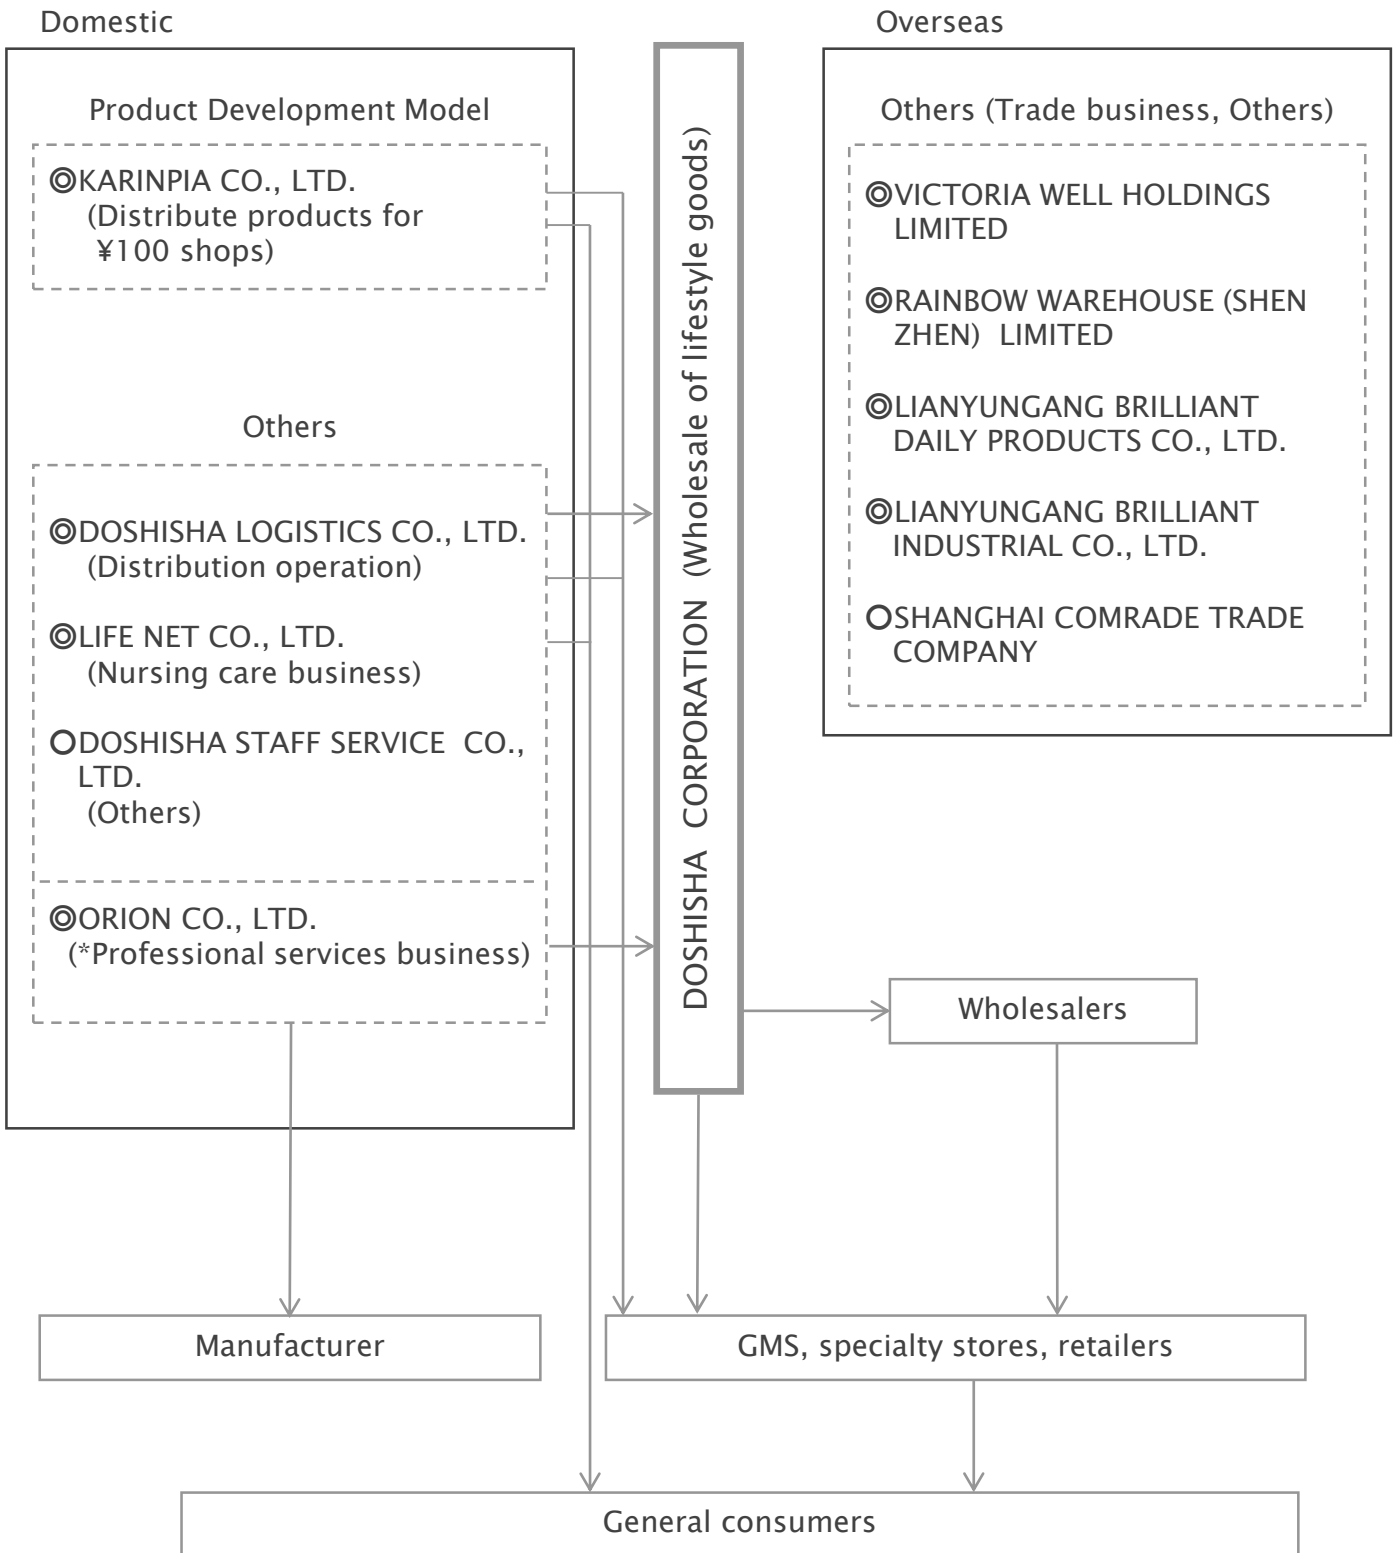 Domestic
Product Development Model
◎KARINPIA CO., LTD.
(Distribute products for
¥100 shops)
Others
◎DOSHISHA LOGISTICS CO., LTD.
(Distribution operation)
◎LIFE NET CO., LTD.
(Nursing care business)
○DOSHISHA STAFF SERVICE CO.,
LTD.
(Others)
◎ORION CO., LTD.
(*Professional services business)
DOSHISHA CORPORATION (Wholesale of lifestyle goods)
Overseas
Others (Trade business, Others)
◎VICTORIA WELL HOLDINGS
LIMITED
◎RAINBOW WAREHOUSE (SHEN
ZHEN) LIMITED
◎LIANYUNGANG BRILLIANT
DAILY PRODUCTS CO., LTD.
◎LIANYUNGANG BRILLIANT
INDUSTRIAL CO., LTD.
○SHANGHAI COMRADE TRADE
COMPANY
Wholesalers
Manufacturer
GMS, specialty stores, retailers
General consumers